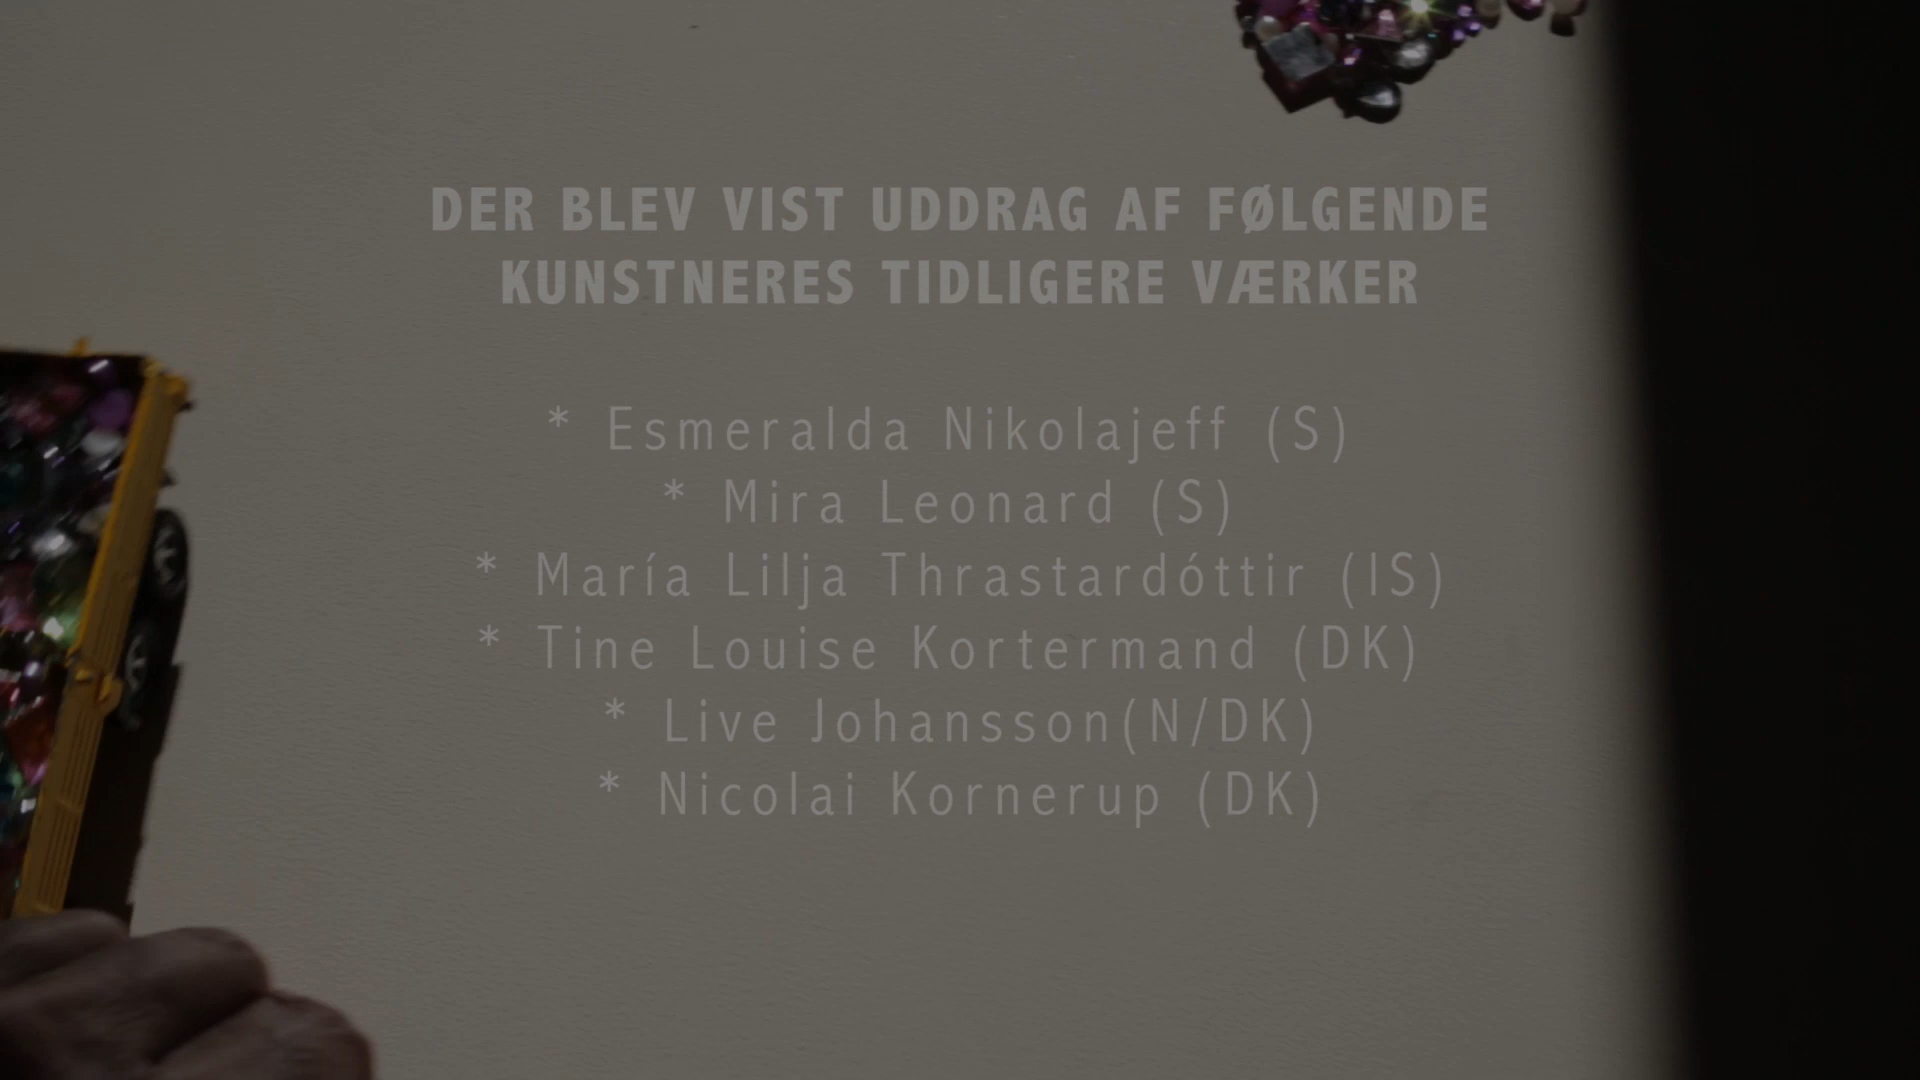 DER BLEV VIST UDDRAG AF FØLGENDE
KUNSTNERES TIDLIGERE VÆRKER
* Esmeralda Nikolajeff (S)
* Mira Leonard (S)
* María Lilja Thrastardóttir (IS)
* Tine Louise Kortermand (DK)
* Live Johansson(N/DK)
* Nicolai Kornerup (DK)